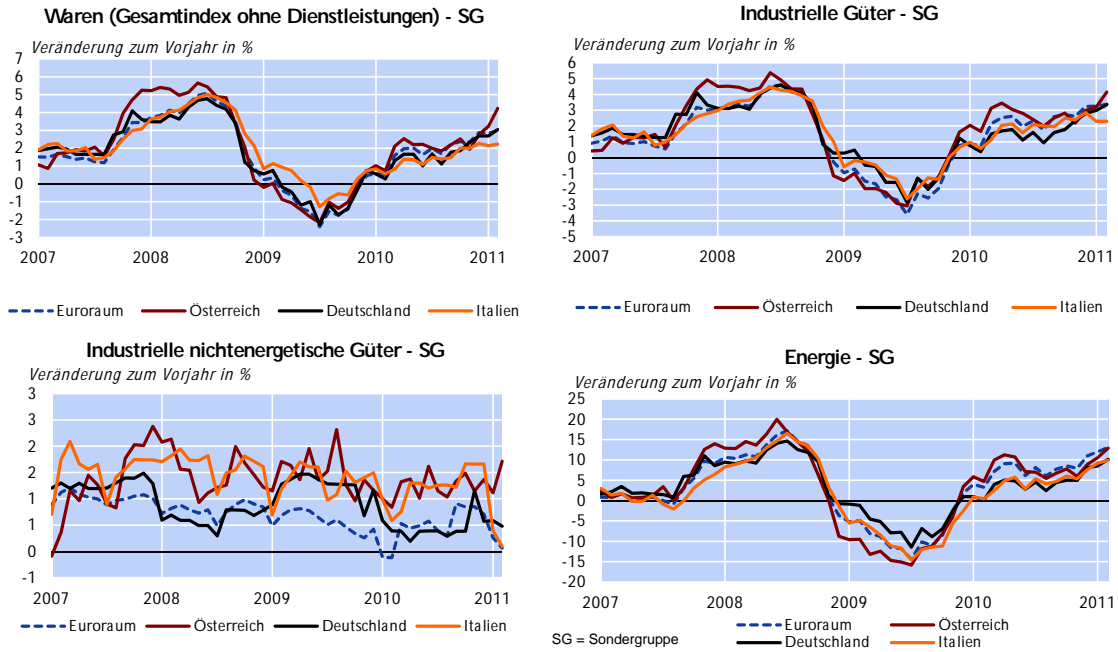 Waren (Gesamtindex ohne Dienstleistungen) - SG
Veränderung zum Vorjahr in %
7
6
5
4
3
2
1
0
-1
-2
-3
2007 2008 2009 2010 2011
Euroraum Österreich Deutschland Italien
Industrielle Güter - SG
Veränderung zum Vorjahr in %
6
5
4
3
2
1
0
-1
-2
-3
-4
-5
2007 2008 2009 2010 2011
Euroraum Österreich Deutschland Italien
Industrielle nichtenergetische Güter - SG
Veränderung zum Vorjahr in %
3
3
2
2
1
1
0
-1
2007 2008 2009 2010 2011
Euroraum Österreich Deutschland Italien
Energie - SG
Veränderung zum Vorjahr in %
25
20
15
10
5
0
-5
-10
-15
-20
2007 2008 2009 2010 2011
SG = Sondergruppe
Euroraum Österreich
Deutschland Italien